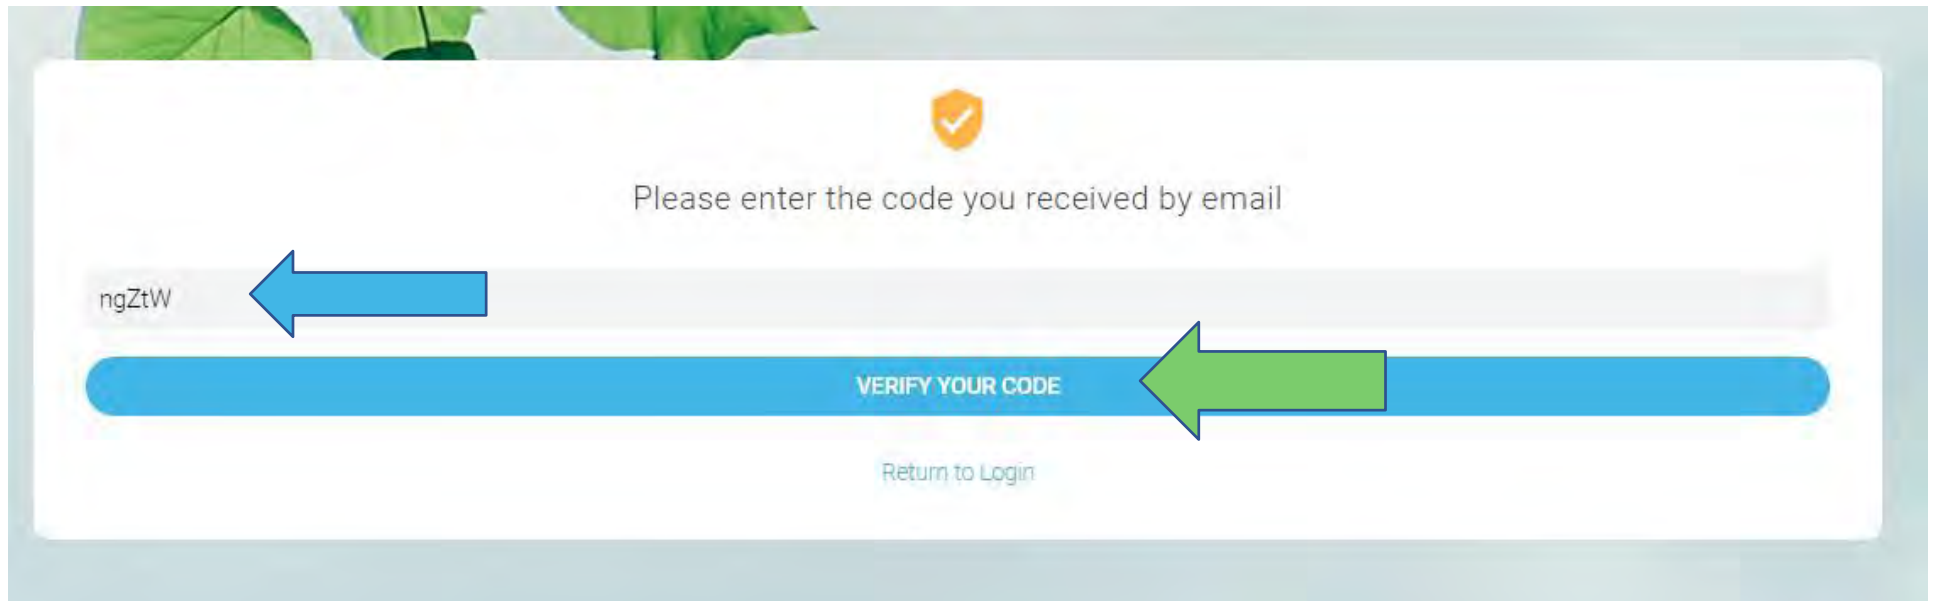 Please enter the code you received by email
ngZtW
VERIFY YOUR CODE
Return to Login